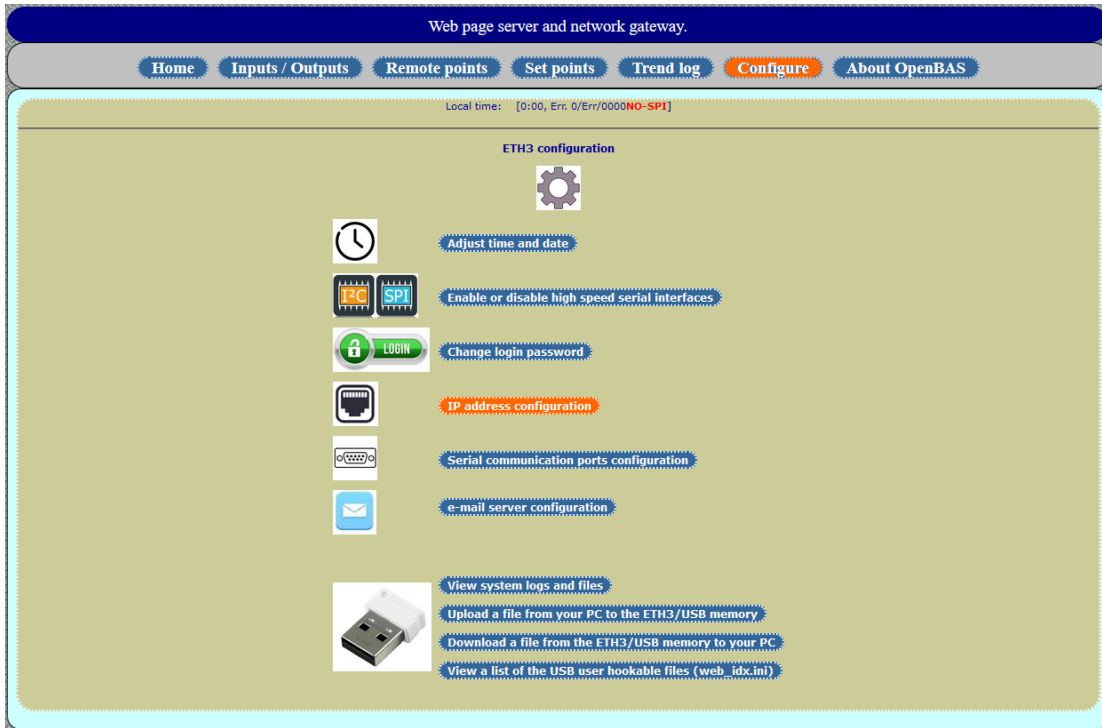 Web page server and network gateway.
Home Inputs / Outputs Remote points Set points Trend log Configure About OpenBAS
Local time: [0:00, Err. 0/Err/0000NO-SPI]
ETH3 configuration
Adjust time and date
I²C SPI Enable or disable high speed serial interfaces
LOGIN Change login password
IP address configuration
Serial communication ports configuration
e-mail server configuration
View system logs and files
Upload a file from your PC to the ETH3/USB memory
Download a file from the ETH3/USB memory to your PC
View a list of the USB user hookable files (web_idx.ini)